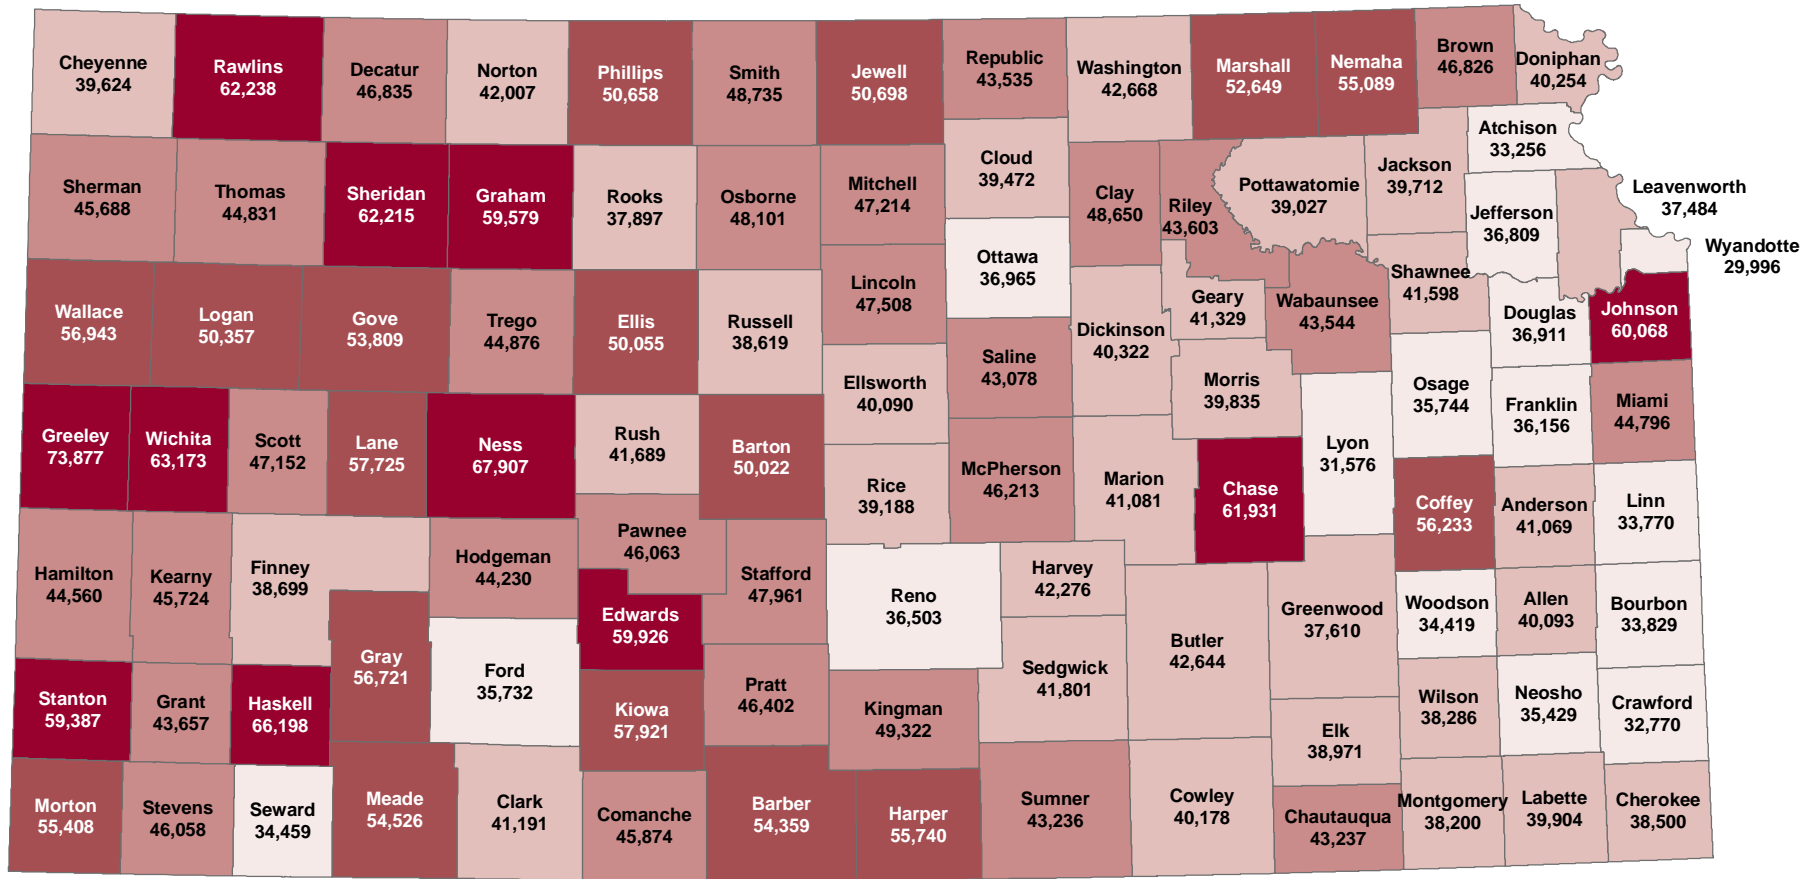 Cheyenne
39,624
Rawlins
62,238
Decatur
46,835
Norton
42,007
Phillips
50,658
Smith
48,735
Jewell
50,698
Republic
43,535
Washington
42,668
Marshall
52,649
Nemaha
55,089
Brown
46,826
Doniphan
40,254
Sherman
45,688
Thomas
44,831
Sheridan
62,215
Graham
59,579
Rooks
37,897
Osborne
48,101
Mitchell
47,214
Cloud
39,472
Clay
48,650
Riley
43,603
Pottawatomie
39,027
Jackson
39,712
Atchison
33,256
Jefferson
36,809
Leavenworth
37,484
Wyandotte
29,996
Wallace
56,943
Logan
50,357
Gove
53,809
Trego
44,876
Ellis
50,055
Russell
38,619
Lincoln
47,508
Ottawa
36,965
Saline
43,078
Dickinson
40,322
Geary
41,329
Wabaunsee
43,544
Shawnee
41,598
Douglas
36,911
Johnson
60,068
Greeley
73,877
Wichita
63,173
Scott
47,152
Lane
57,725
Ness
67,907
Rush
41,689
Barton
50,022
Ellsworth
40,090
Rice
39,188
McPherson
46,213
Marion
41,081
Morris
39,835
Chase
61,931
Lyon
31,576
Osage
35,744
Franklin
36,156
Miami
44,796
Coffey
56,233
Anderson
41,069
Linn
33,770
Hamilton
44,560
Kearny
45,724
Finney
38,699
Hodgeman
44,230
Pawnee
46,063
Edwards
59,926
Stafford
47,961
Reno
36,503
Harvey
42,276
Butler
42,644
Greenwood
37,610
Woodson
34,419
Allen
40,093
Bourbon
33,829
Stanton
59,387
Grant
43,657
Haskell
66,198
Gray
56,721
Ford
35,732
Kiowa
57,921
Pratt
46,402
Kingman
49,322
Sedgwick
41,801
Elk
38,971
Wilson
38,286
Neosho
35,429
Crawford
32,770
Morton
55,408
Stevens
46,058
Seward
34,459
Meade
54,526
Clark
41,191
Comanche
45,874
Barber
54,359
Harper
55,740
Sumner
43,236
Cowley
40,178
Chautauqua
43,237
Montgomery
38,200
Labette
39,904
Cherokee
38,500